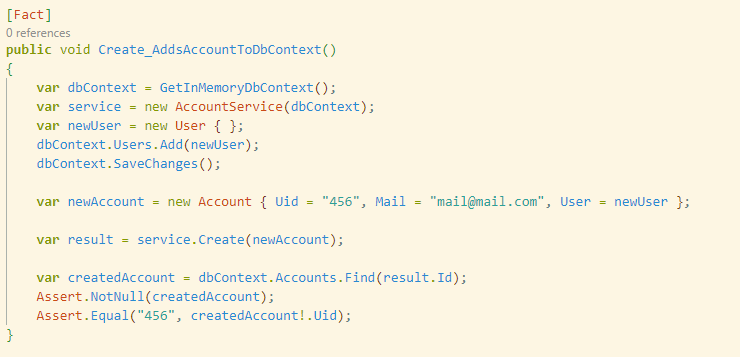 [Fact]
0 references
public void Create_AddsAccountToDbContext()
{
    var dbContext = GetInMemoryDbContext();
    var service = new AccountService(dbContext);
    var newUser = new User { };
    dbContext.Users.Add(newUser);
    dbContext.SaveChanges();

    var newAccount = new Account { Uid = "456", Mail = "mail@mail.com", User = newUser };

    var result = service.Create(newAccount);

    var createdAccount = dbContext.Accounts.Find(result.Id);
    Assert.NotNull(createdAccount);
    Assert.Equal("456", createdAccount!.Uid);
}